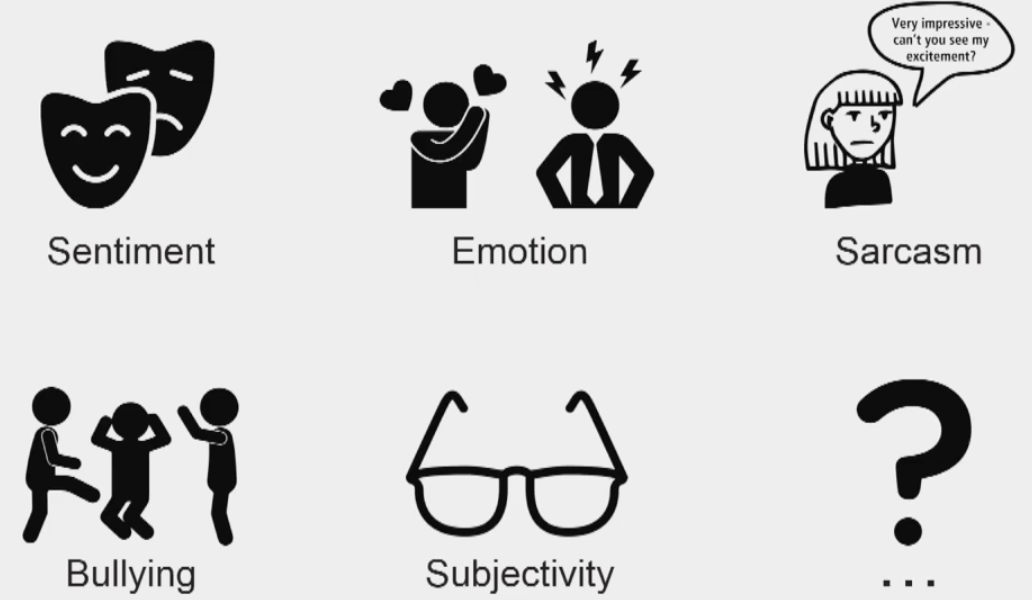 Very impressive -
can't you see my
excitement?
Sentiment
Emotion
Sarcasm
Bullying
Subjectivity
...